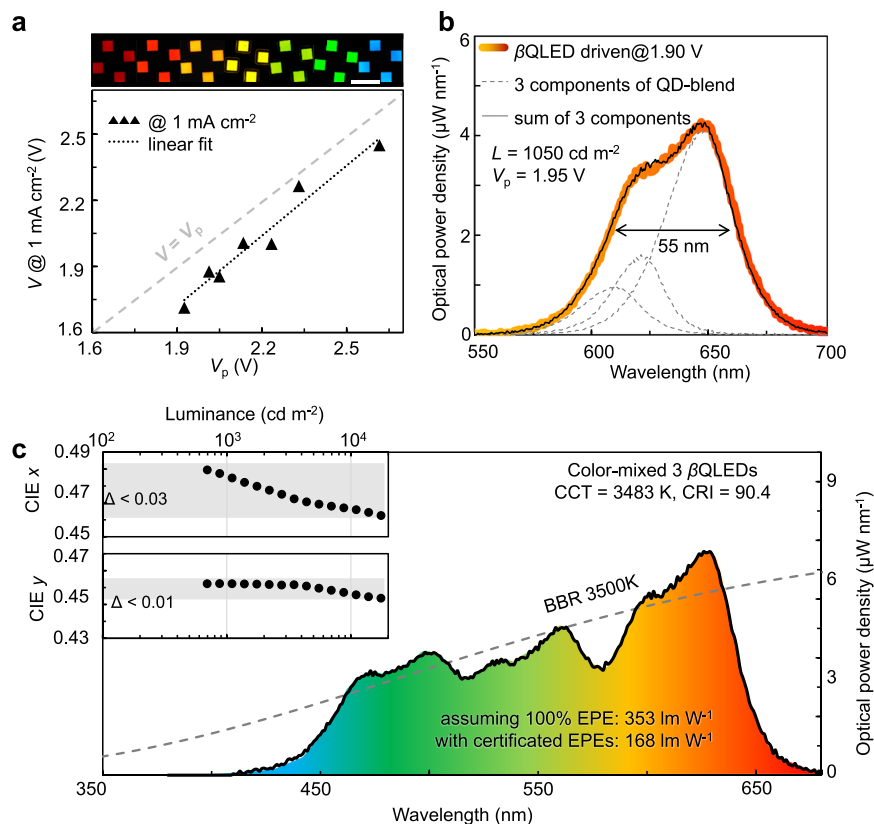 a
▲▲▲ @ 1 mA cm⁻²
linear fit
V = Vₚ
V @ 1 mA cm⁻² (V)
2.5
2.2
1.9
1.6
1.6
1.9
2.2
2.5
Vₚ (V)
b
βQLED driven@1.90 V
3 components of QD-blend
sum of 3 components
L = 1050 cd m⁻²
Vₚ = 1.95 V
55 nm
Optical power density (µW nm⁻¹)
6
4
2
0
550
600
650
700
Wavelength (nm)
c
Luminance (cd m⁻²)
10²
10³
10⁴
CIE x
0.49
0.47
0.45
Δ < 0.03
CIE y
0.47
0.45
0.43
Δ < 0.01
Color-mixed 3 βQLEDs
CCT = 3483 K, CRI = 90.4
BBR 3500K
assuming 100% EPE: 353 lm W⁻¹
with certificated EPEs: 168 lm W⁻¹
9
6
3
0
Optical power density (µW nm⁻¹)
350
450
550
650
Wavelength (nm)